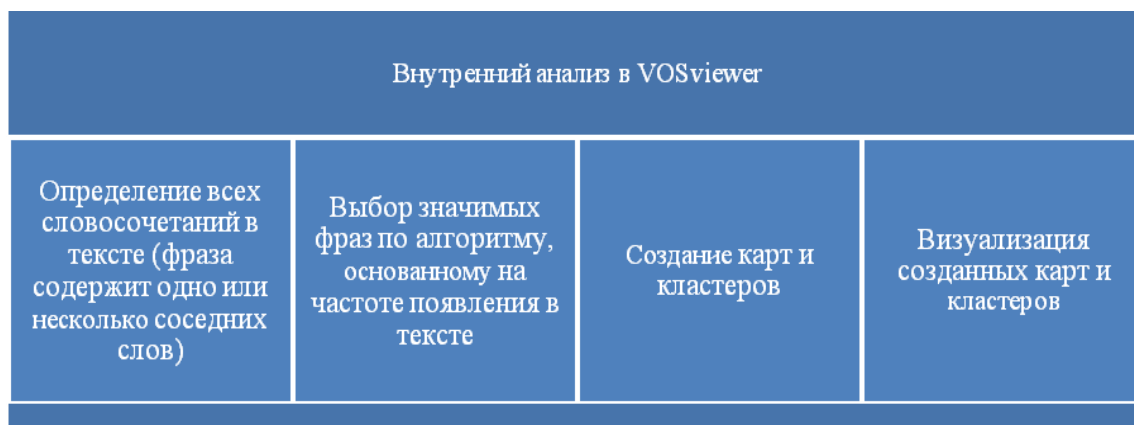 Внутренний анализ в VOSviewer
Определение всех
словосочетаний в
тексте (фраза
содержит одно или
несколько соседних
слов)
Выбор значимых
фраз по алгоритму,
основанному на
частоте появления в
тексте
Создание карт и
кластеров
Визуализация
созданных карт и
кластеров